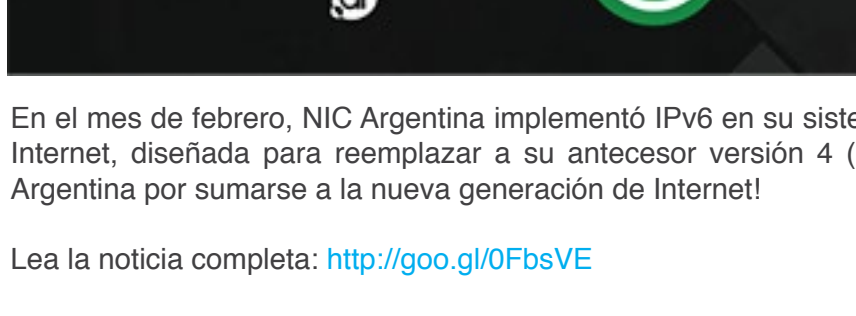 .ar
En el mes de febrero, NIC Argentina implementó IPv6 en su siste
Internet, diseñada para reemplazar a su antecesor versión 4 (
Argentina por sumarse a la nueva generación de Internet!
Lea la noticia completa: http://goo.gl/0FbsVE